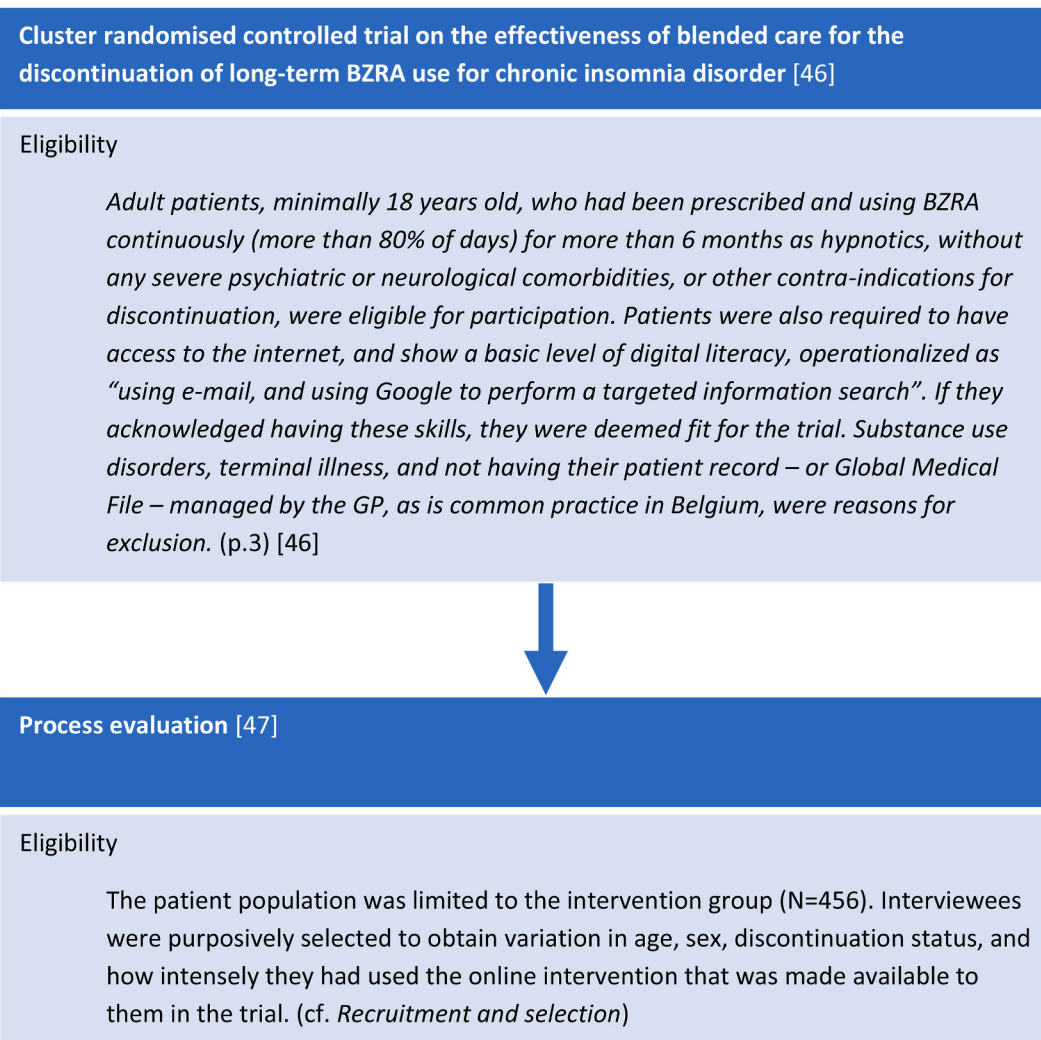 Cluster randomised controlled trial on the effectiveness of blended care for the
discontinuation of long-term BZRA use for chronic insomnia disorder [46]
Eligibility
Adult patients, minimally 18 years old, who had been prescribed and using BZRA
continuously (more than 80% of days) for more than 6 months as hypnotics, without
any severe psychiatric or neurological comorbidities, or other contra-indications for
discontinuation, were eligible for participation. Patients were also required to have
access to the internet, and show a basic level of digital literacy, operationalized as
“using e-mail, and using Google to perform a targeted information search”. If they
acknowledged having these skills, they were deemed fit for the trial. Substance use
disorders, terminal illness, and not having their patient record – or Global Medical
File – managed by the GP, as is common practice in Belgium, were reasons for
exclusion. (p.3) [46]
Process evaluation [47]
Eligibility
The patient population was limited to the intervention group (N=456). Interviewees
were purposively selected to obtain variation in age, sex, discontinuation status, and
how intensely they had used the online intervention that was made available to
them in the trial. (cf. Recruitment and selection)